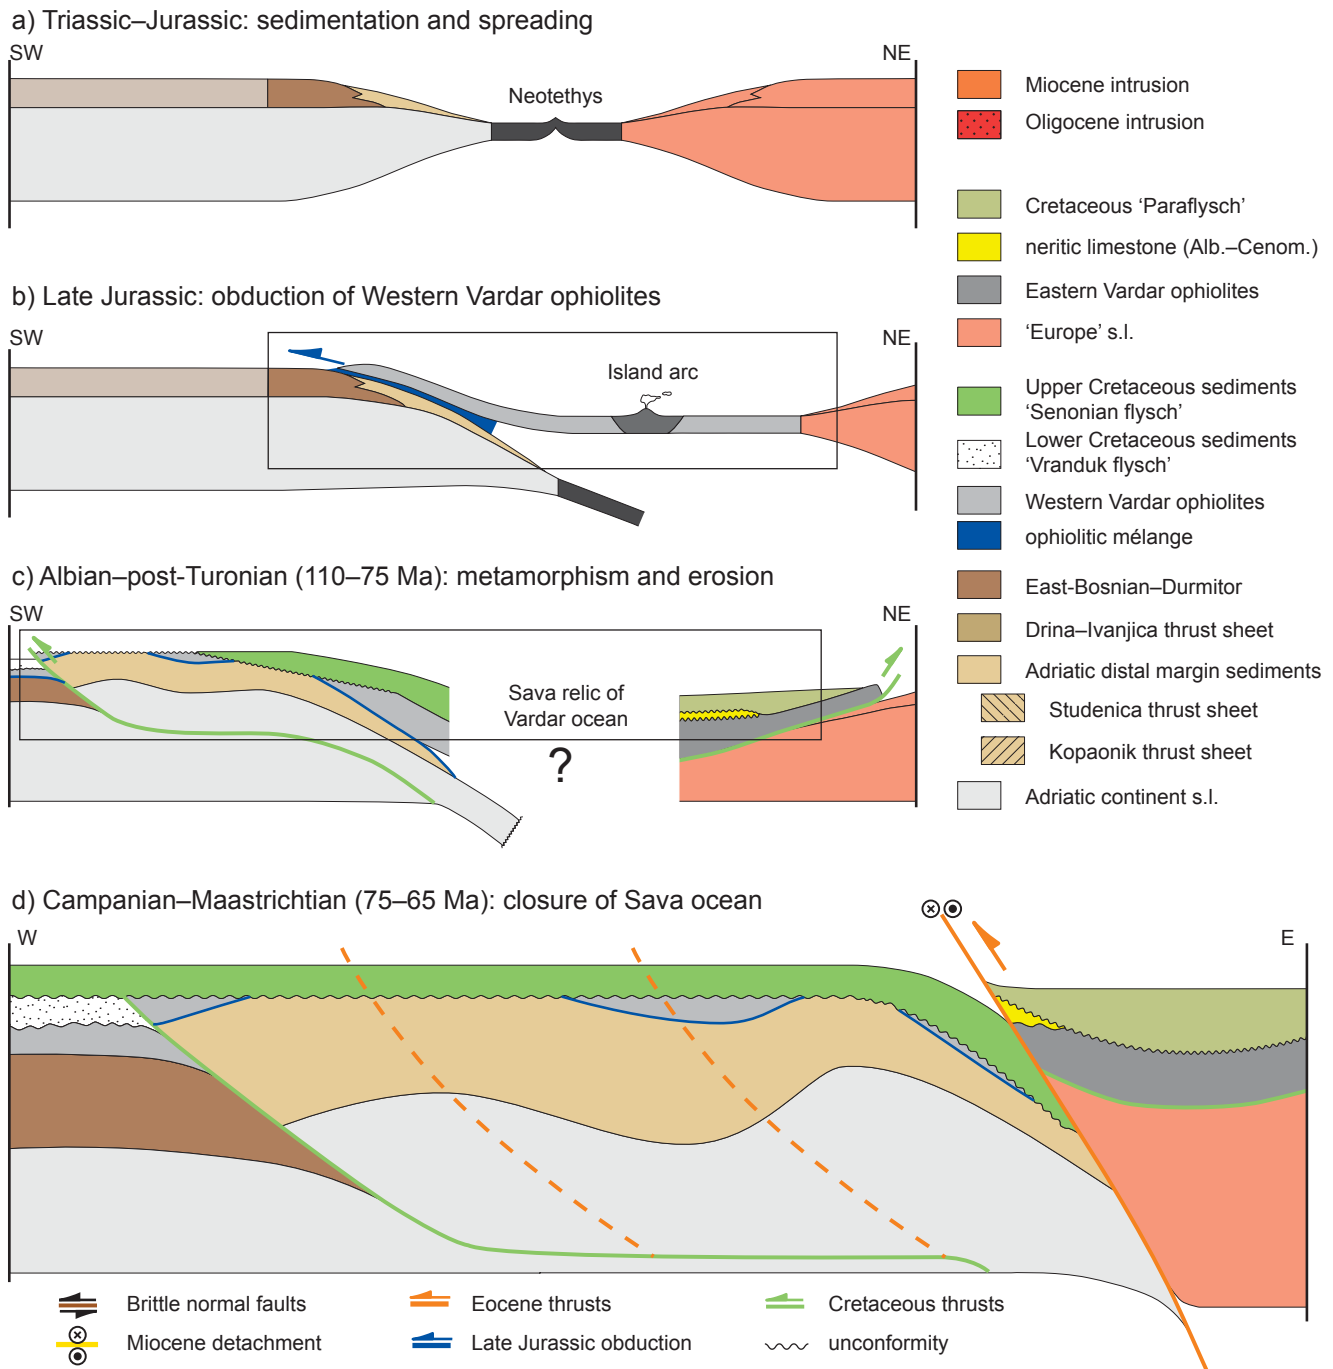 a) Triassic–Jurassic: sedimentation and spreading
SW
NE
Neotethys
b) Late Jurassic: obduction of Western Vardar ophiolites
SW
NE
Island arc
c) Albian–post-Turonian (110–75 Ma): metamorphism and erosion
SW
NE
Sava relic of
Vardar ocean
?
d) Campanian–Maastrichtian (75–65 Ma): closure of Sava ocean
W
E
Miocene intrusion
Oligocene intrusion
Cretaceous ‘Paraflysch’
neritic limestone (Alb.–Cenom.)
Eastern Vardar ophiolites
‘Europe’ s.l.
Upper Cretaceous sediments
‘Senonian flysch’
Lower Cretaceous sediments
‘Vranduk flysch’
Western Vardar ophiolites
ophiolitic mélange
East-Bosnian–Durmitor
Drina–Ivanjica thrust sheet
Adriatic distal margin sediments
Studenica thrust sheet
Kopaonik thrust sheet
Adriatic continent s.l.
Brittle normal faults
Eocene thrusts
Cretaceous thrusts
Miocene detachment
Late Jurassic obduction
unconformity